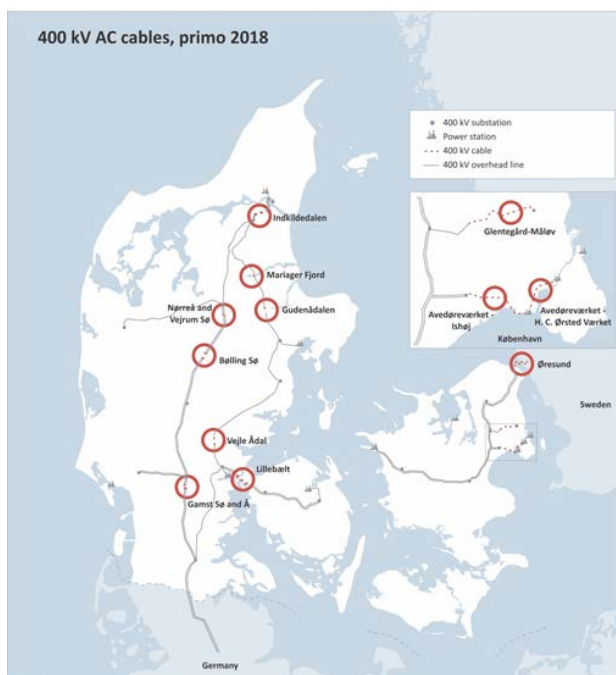 400 kV AC cables, primo 2018
400 kV substation
Power station
400 kV cable
400 kV overhead line
Indkildedalen
Glentegård-Måløv
Mariager Fjord
Nørreå and
Vejrum Sø
Gudenådalen
Avedøreværket -
Ishøj
Avedøreværket -
H. C. Ørsted Værket
København
Bølling Sø
Øresund
Sweden
Vejle Ådal
Lillebælt
Gamst Sø and Å
Germany